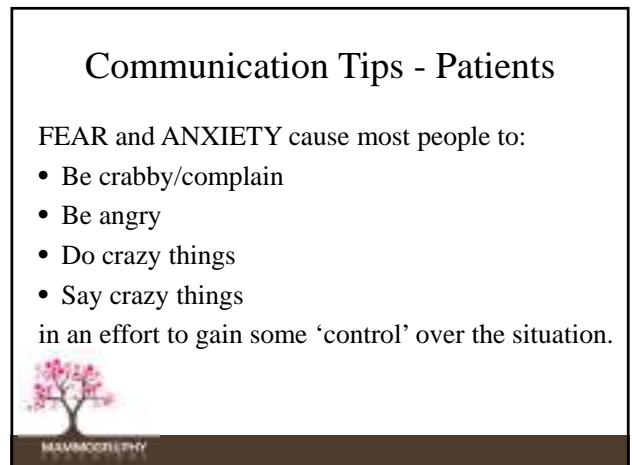 Communication Tips - Patients
FEAR and ANXIETY cause most people to:
• Be crabby/complain
• Be angry
• Do crazy things
• Say crazy things
in an effort to gain some ‘control’ over the situation.
MAMMOGRAPHY